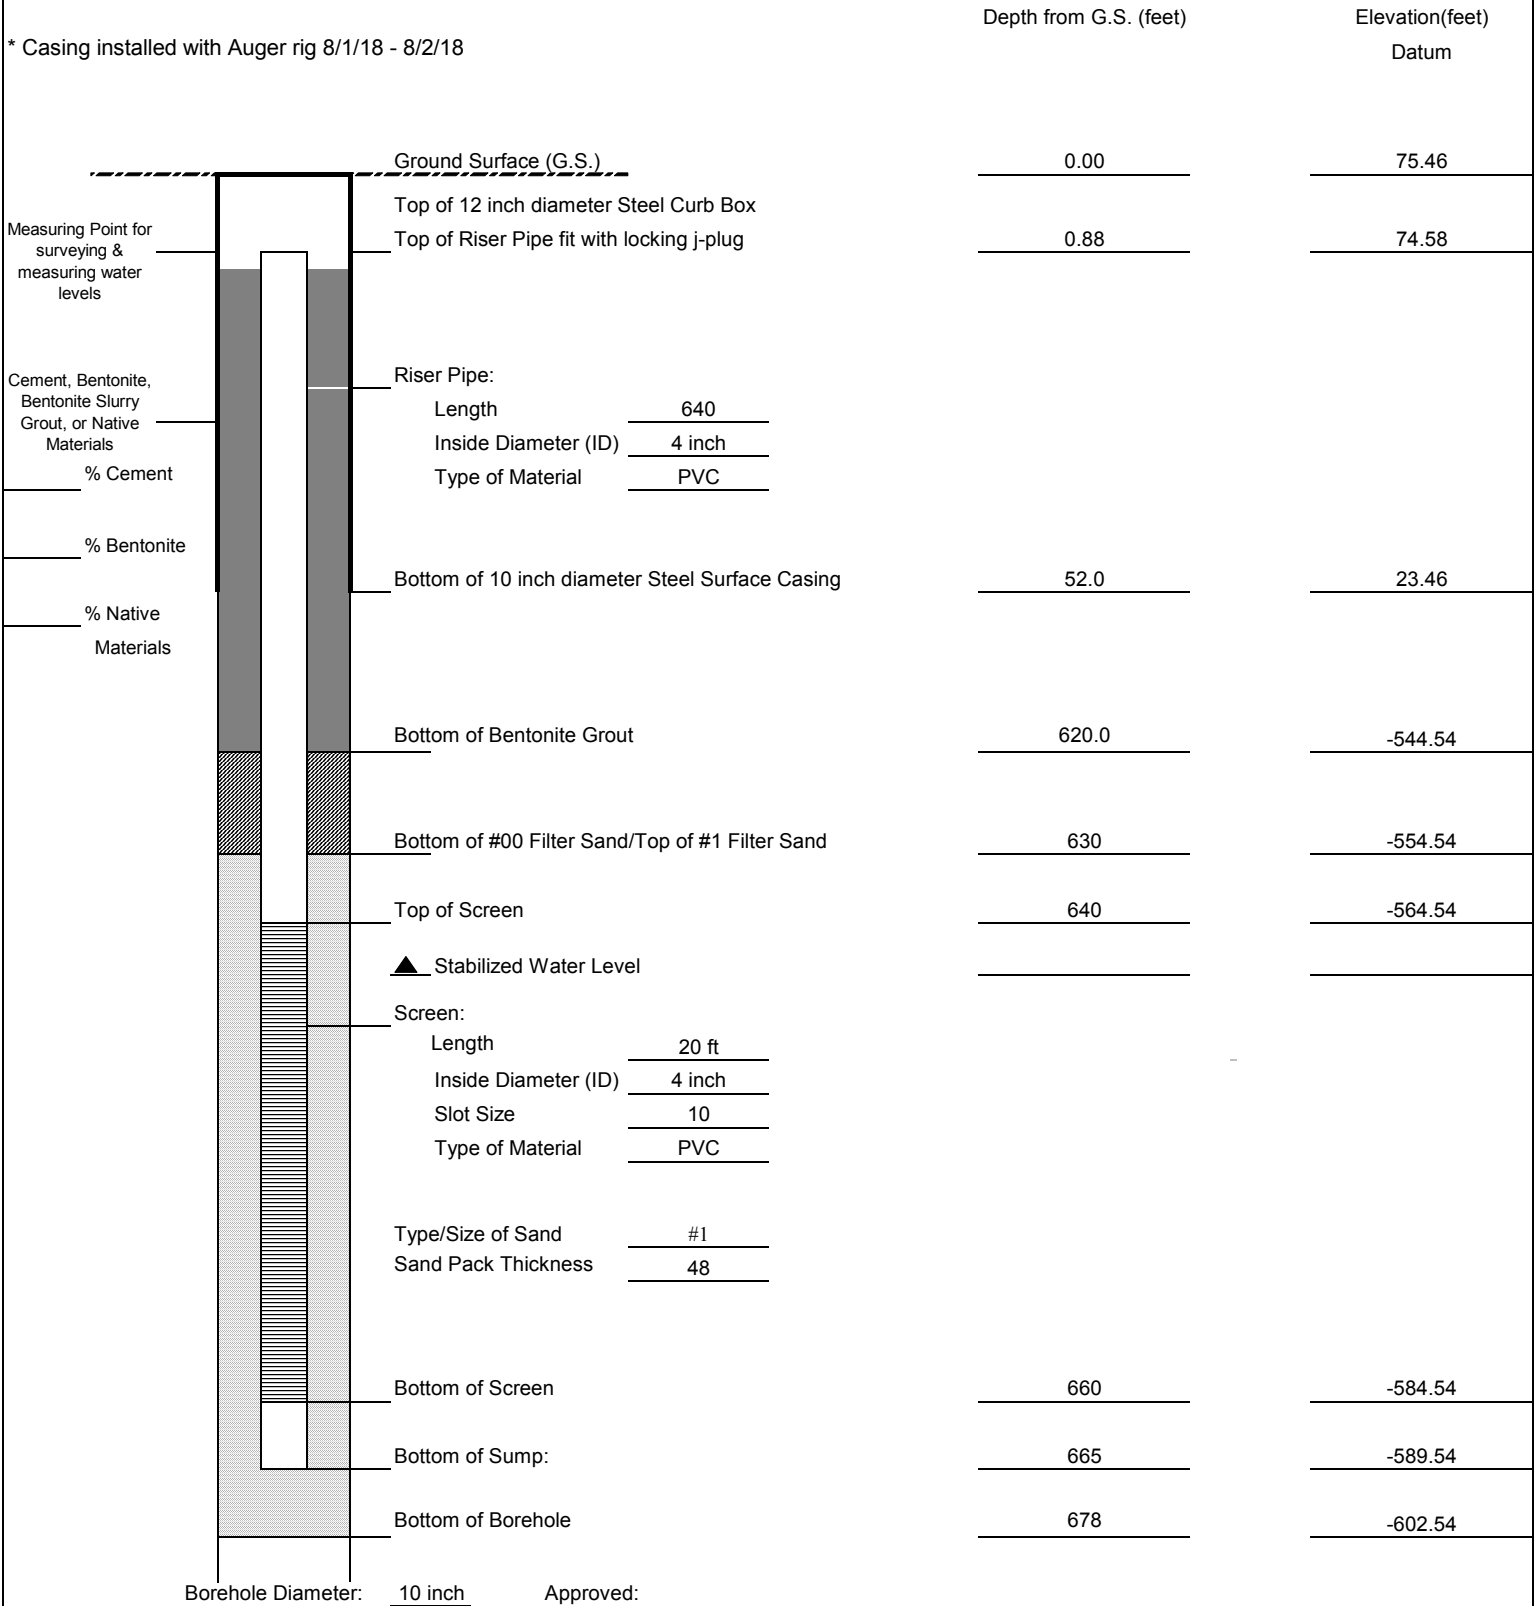 Depth from G.S. (feet) Elevation(feet)
* Casing installed with Auger rig 8/1/18 - 8/2/18 Datum
Ground Surface (G.S.) 0.00 75.46
Top of 12 inch diameter Steel Curb Box
Measuring Point for
surveying &
measuring water
levels
Top of Riser Pipe fit with locking j-plug 0.88 74.58
Cement, Bentonite,
Bentonite Slurry
Grout, or Native
Materials
Riser Pipe:
Length 640
Inside Diameter (ID) 4 inch
Type of Material PVC
% Cement
% Bentonite
Bottom of 10 inch diameter Steel Surface Casing 52.0 23.46
% Native
Materials
Bottom of Bentonite Grout 620.0 -544.54
Bottom of #00 Filter Sand/Top of #1 Filter Sand 630 -554.54
Top of Screen 640 -564.54
Stabilized Water Level
Screen:
Length 20 ft
Inside Diameter (ID) 4 inch
Slot Size 10
Type of Material PVC
Type/Size of Sand #1
Sand Pack Thickness 48
Bottom of Screen 660 -584.54
Bottom of Sump: 665 -589.54
Bottom of Borehole 678 -602.54
Borehole Diameter: 10 inch Approved: